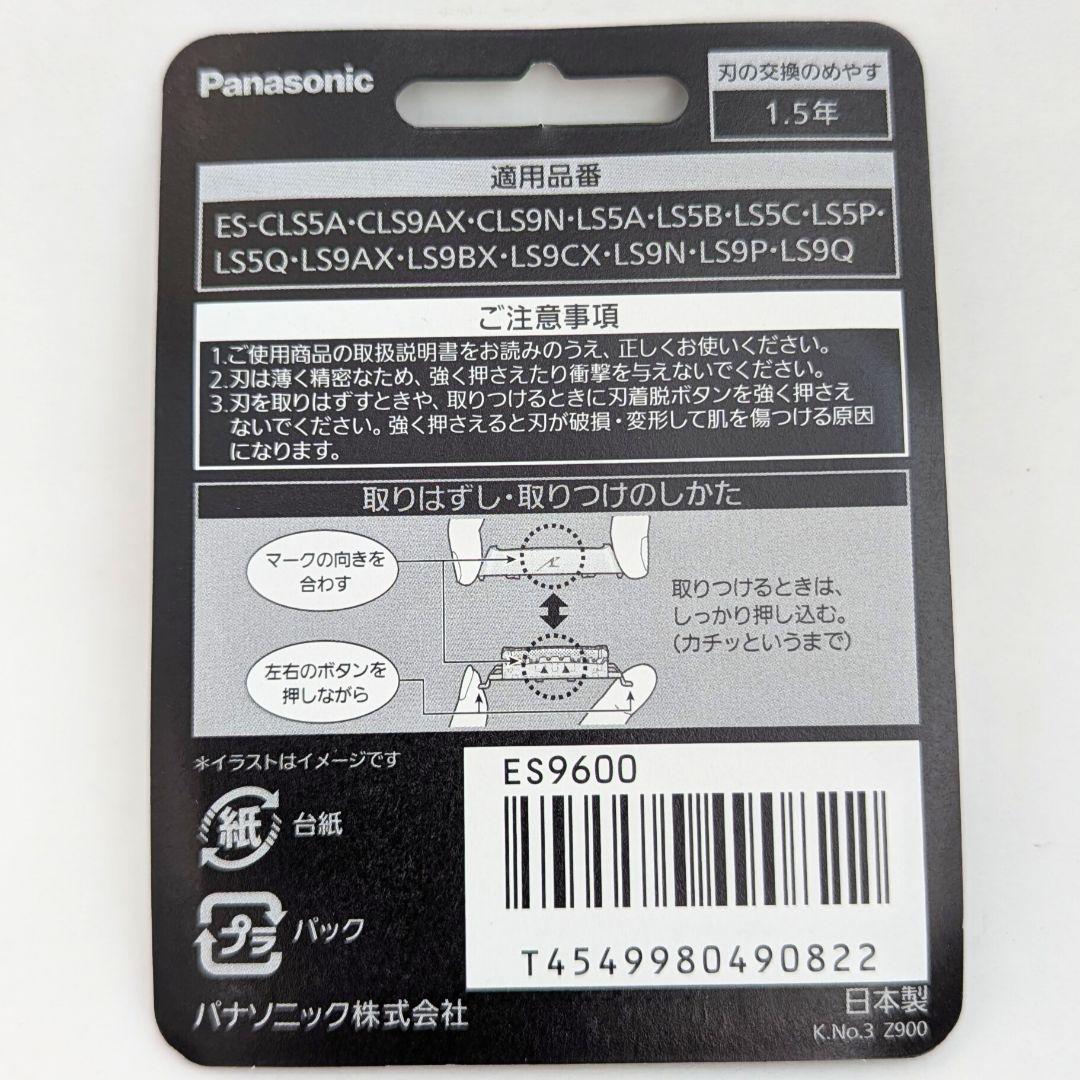 Panasonic
刃の交換のめやす
1.5年
適用品番
ES-CLS5A・CLS9AX・CLS9N・LS5A・LS5B・LS5C・LS5P・
LS5Q・LS9AX・LS9BX・LS9CX・LS9N・LS9P・LS9Q
ご注意事項
1.ご使用商品の取扱説明書をお読みのうえ、正しくお使いください。
2.刃は薄く精密なため、強く押さえたり衝撃を与えないでください。
3.刃を取りはずすときや、取りつけるときに刃着脱ボタンを強く押さえ
ないでください。強く押さえると刃が破損・変形して肌を傷つける原因
になります。
取りはずし・取りつけのしかた
マークの向きを
合わす
取りつけるときは、
しっかり押し込む。
(カチッというまで)
左右のボタンを
押しながら
*イラストはイメージです
ES9600
紙 台紙
プラ パック
T4549980490822
パナソニック株式会社
日本製
K.No.3 Z900